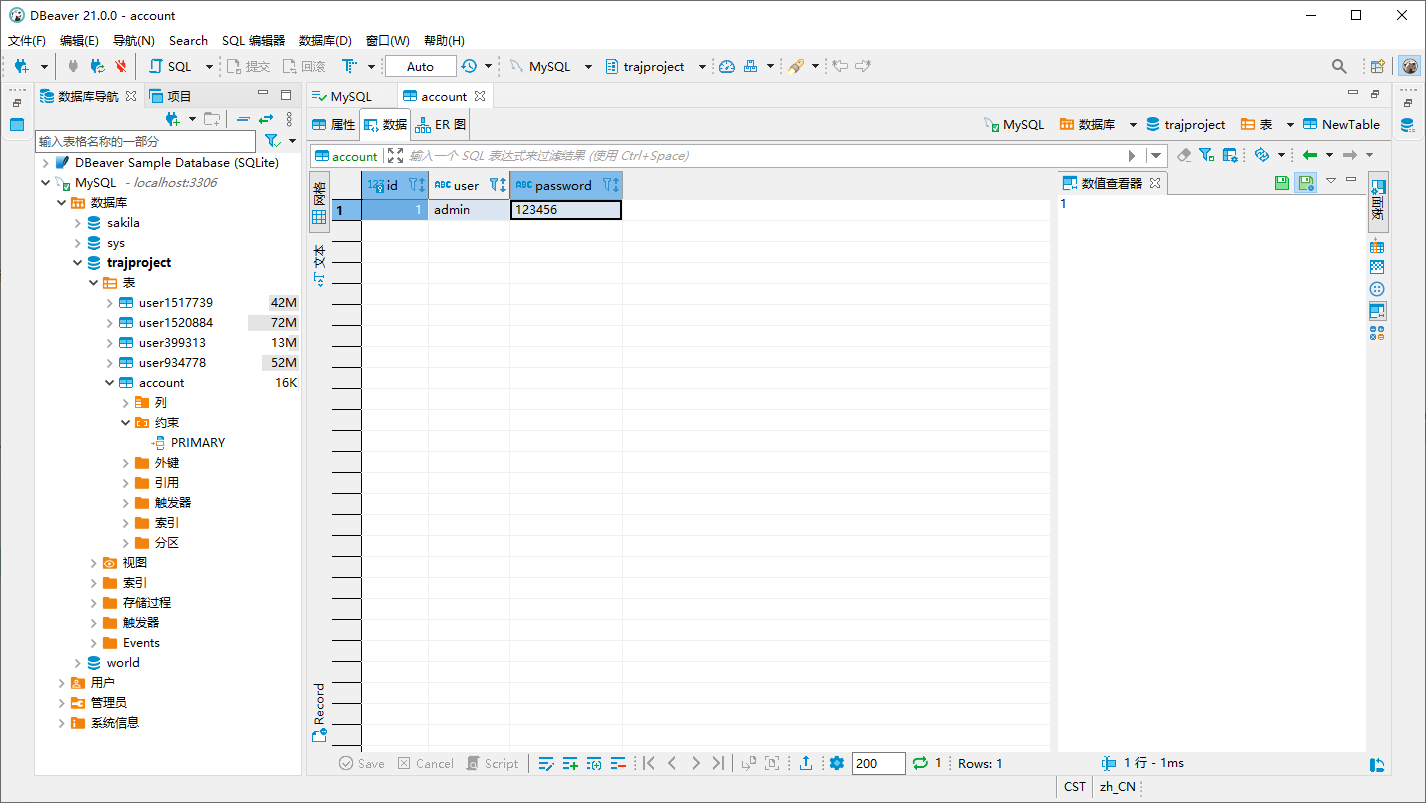 DBeaver 21.0.0 - account
文件(F) 编辑(E) 导航(N) Search SQL 编辑器 数据库(D) 窗口(W) 帮助(H)
SQL 提交 回滚 Auto MySQL trajproject
数据库导航 项目
输入表格名称的一部分
DBeaver Sample Database (SQLite)
MySQL - localhost:3306
数据库
sakila
sys
trajproject
表
user1517739 42M
user1520884 72M
user399313 13M
user934778 52M
account 16K
列
约束
PRIMARY
外键
引用
触发器
索引
分区
视图
索引
存储过程
触发器
Events
world
用户
管理员
系统信息
MySQL account
属性 数据 ER 图 MySQL 数据库 trajproject 表 NewTable
account 输入一个 SQL 表达式来过滤结果 (使用 Ctrl+Space)
网格
文本
Record
123 id ABC user ABC password
1 1 admin 123456
数值查看器
1
面板
Save Cancel Script 200 1 Rows: 1 1 行 - 1ms
CST zh_CN